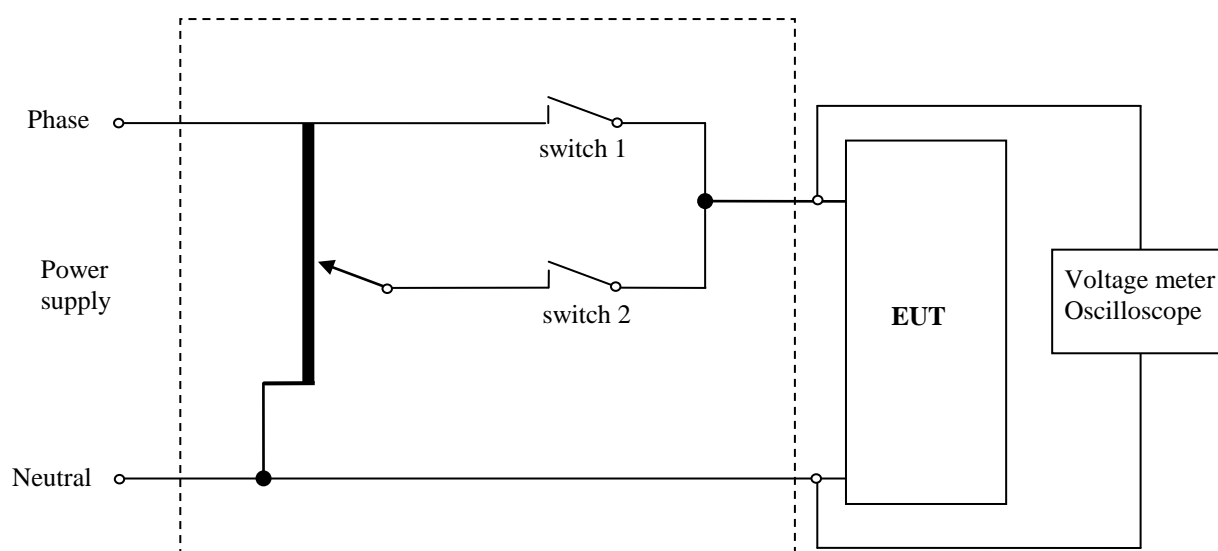 Phase
switch 1
Power
supply
switch 2
EUT
Voltage meter
Oscilloscope
Neutral